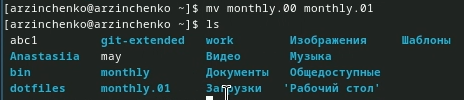 [arzinchenko@arzinchenko ~]$ mv monthly.00 monthly.01
[arzinchenko@arzinchenko ~]$ ls
abc1 git-extended work Изображения Шаблоны
Anastasiia may Видео Музыка
bin monthly Документы Общедоступные
dotfiles monthly.01 Загрузки 'Рабочий стол'